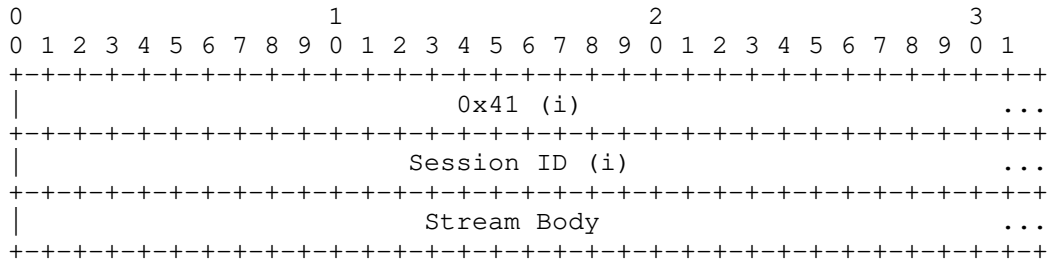 0                   1                   2                   3
0 1 2 3 4 5 6 7 8 9 0 1 2 3 4 5 6 7 8 9 0 1 2 3 4 5 6 7 8 9 0 1
+-+-+-+-+-+-+-+-+-+-+-+-+-+-+-+-+-+-+-+-+-+-+-+-+-+-+-+-+-+-+-+-+
|                           0x41 (i)                          ...
+-+-+-+-+-+-+-+-+-+-+-+-+-+-+-+-+-+-+-+-+-+-+-+-+-+-+-+-+-+-+-+-+
|                        Session ID (i)                       ...
+-+-+-+-+-+-+-+-+-+-+-+-+-+-+-+-+-+-+-+-+-+-+-+-+-+-+-+-+-+-+-+-+
|                         Stream Body                         ...
+-+-+-+-+-+-+-+-+-+-+-+-+-+-+-+-+-+-+-+-+-+-+-+-+-+-+-+-+-+-+-+-+